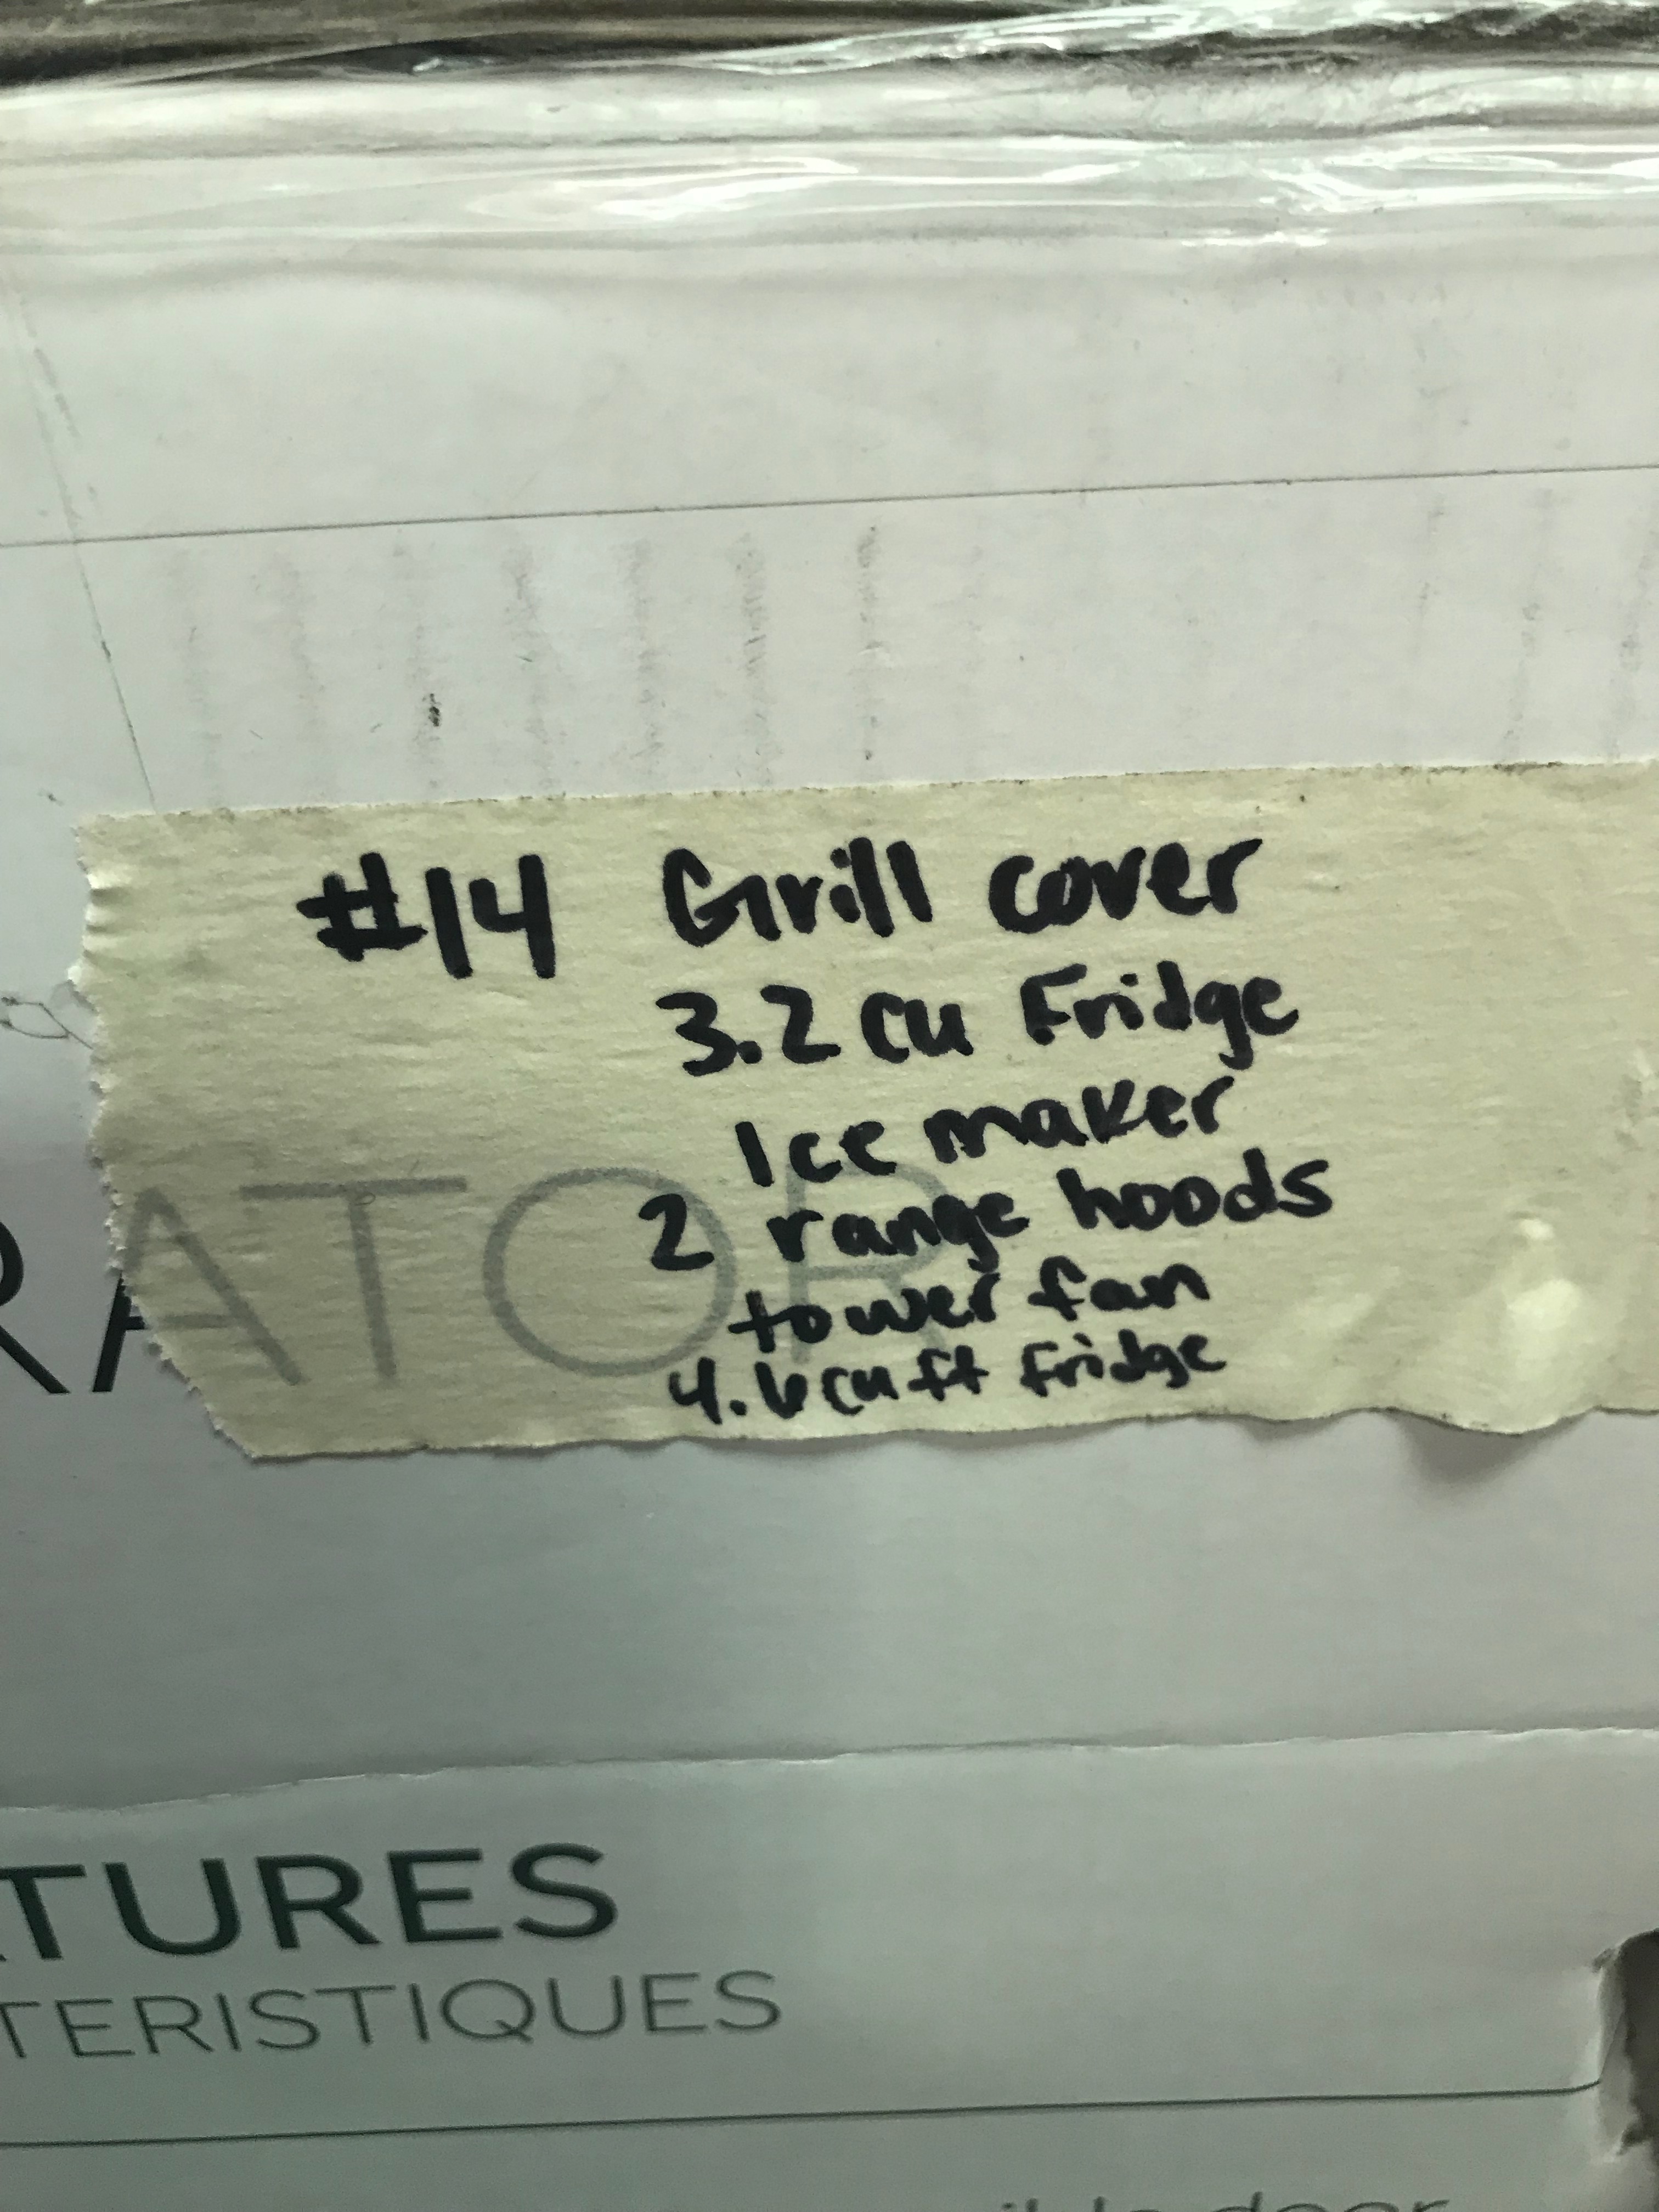 #14 Grill cover
3.2 cu Fridge
Ice maker
2 range hoods
tower fan
4.6 cu ft fridge
RATOR
TURES
TERISTIQUES
door